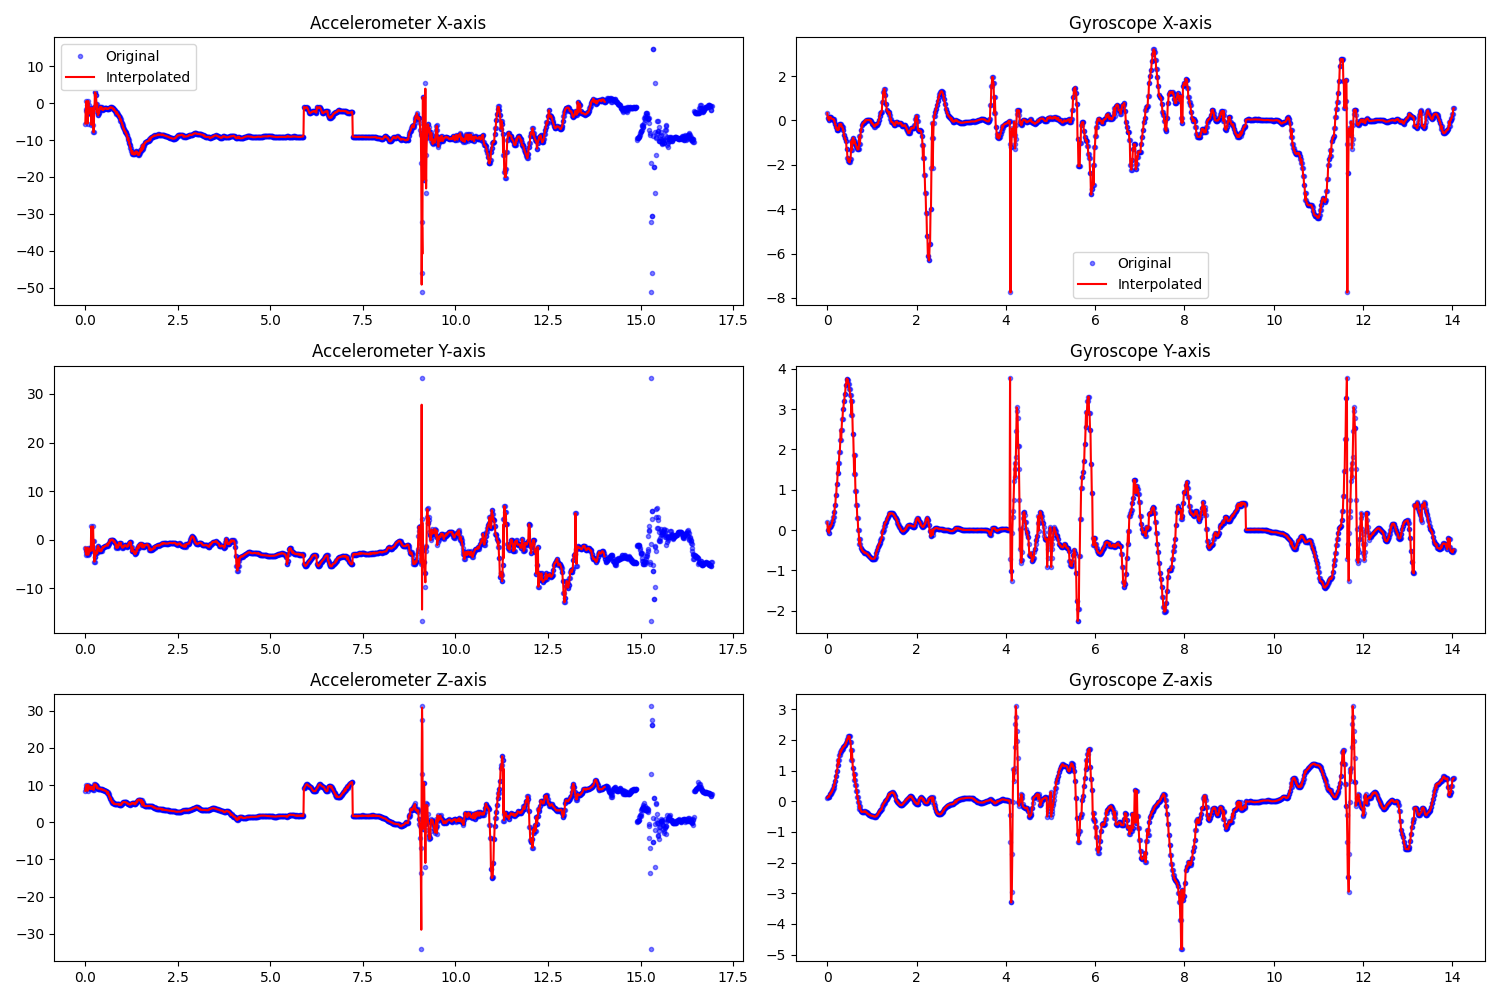 Accelerometer X-axis
Original
Interpolated
10
0
−10
−20
−30
−40
−50
0.0 2.5 5.0 7.5 10.0 12.5 15.0 17.5
Gyroscope X-axis
2
0
−2
−4
−6
−8
Original
Interpolated
0 2 4 6 8 10 12 14
Accelerometer Y-axis
30
20
10
0
−10
0.0 2.5 5.0 7.5 10.0 12.5 15.0 17.5
Gyroscope Y-axis
4
3
2
1
0
−1
−2
0 2 4 6 8 10 12 14
Accelerometer Z-axis
30
20
10
0
−10
−20
−30
0.0 2.5 5.0 7.5 10.0 12.5 15.0 17.5
Gyroscope Z-axis
3
2
1
0
−1
−2
−3
−4
−5
0 2 4 6 8 10 12 14